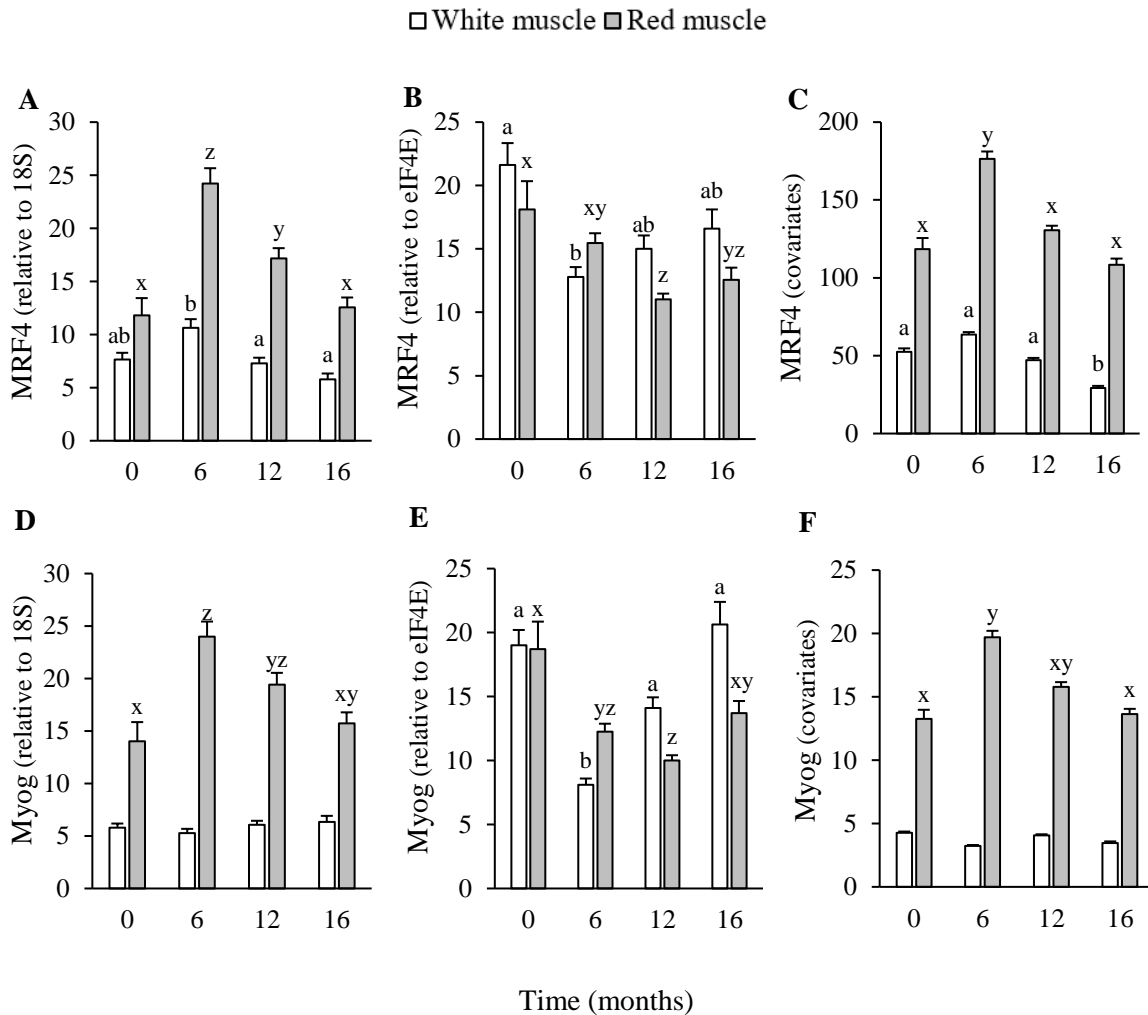 White muscle Red muscle
A
MRF4 (relative to 18S)
30
25
20
15
10
5
0
ab
x
b
z
a
y
a
x
0 6 12 16
B
MRF4 (relative to eIF4E)
25
20
15
10
5
0
a
x
b
xy
ab
z
ab
yz
0 6 12 16
C
MRF4 (covariates)
200
150
100
50
0
a
x
a
y
a
x
b
x
0 6 12 16
D
Myog (relative to 18S)
30
25
20
15
10
5
0
x
z
yz
xy
0 6 12 16
E
Myog (relative to eIF4E)
25
20
15
10
5
0
a
x
b
yz
a
z
a
xy
0 6 12 16
F
Myog (covariates)
25
20
15
10
5
0
x
y
xy
x
0 6 12 16
Time (months)